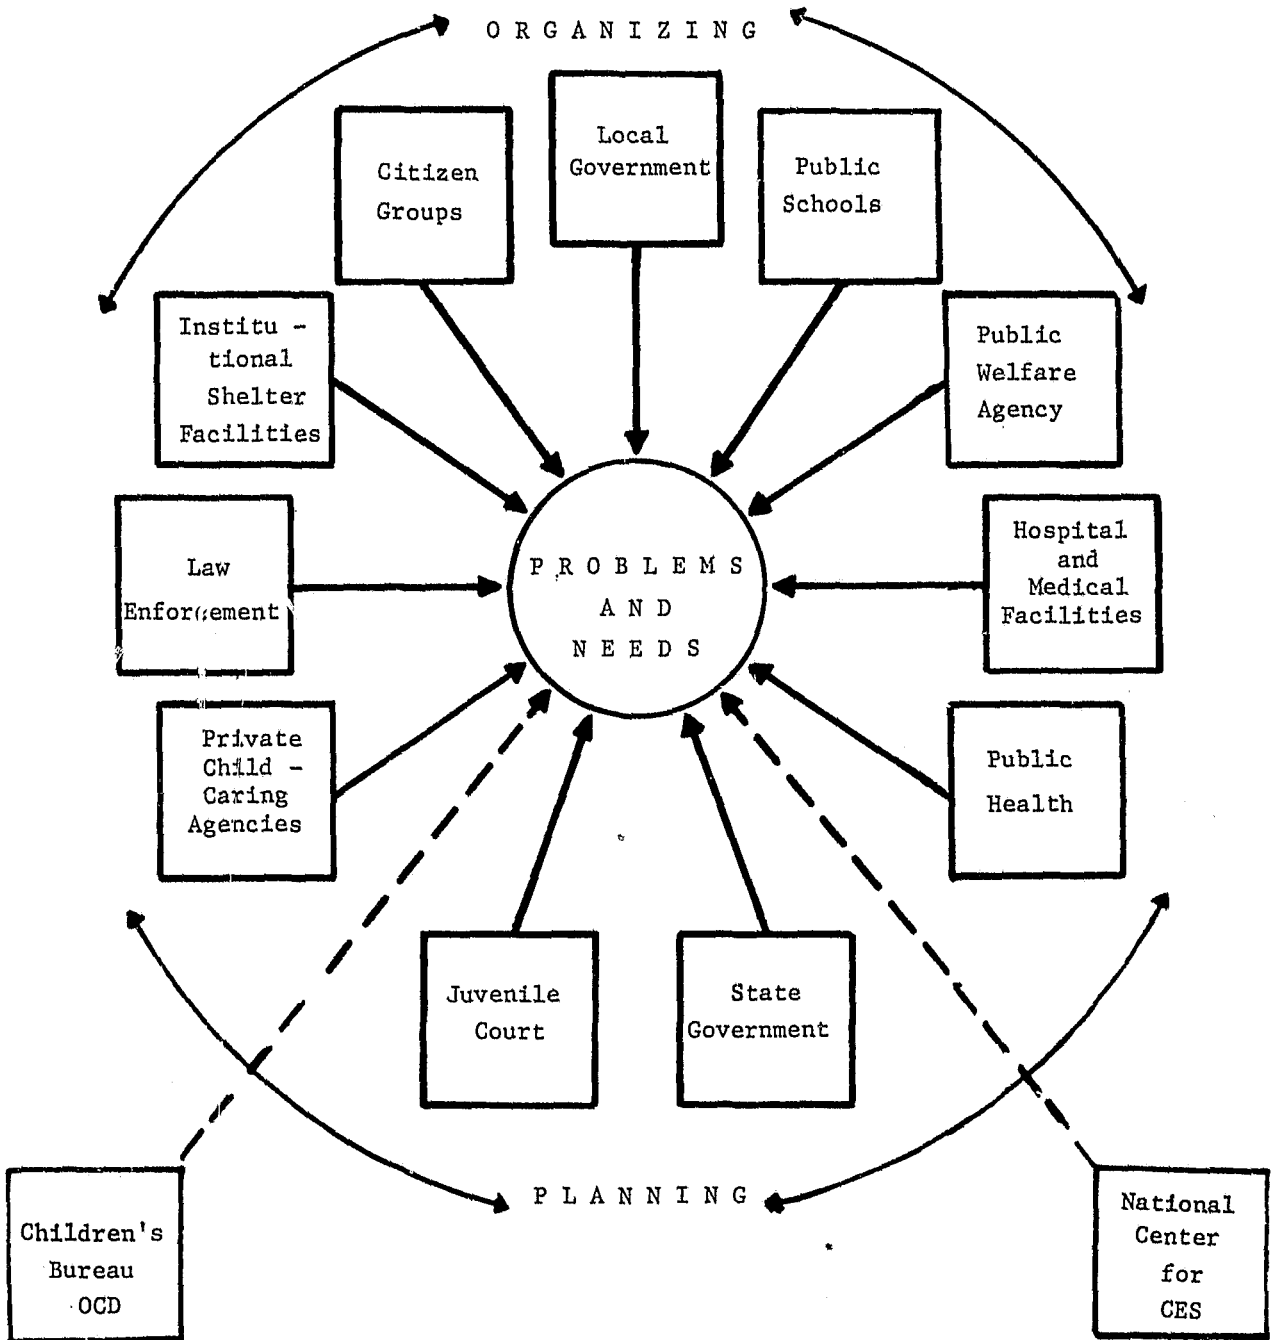 O R G A N I Z I N G
Local
Government
Citizen
Groups
Public
Schools
Institu -
tional
Shelter
Facilities
Public
Welfare
Agency
Law
Enforcement
P R O B L E M S
A N D
N E E D S
Hospital
and
Medical
Facilities
Private
Child -
Caring
Agencies
Public
Health
Juvenile
Court
State
Government
P L A N N I N G
Children's
Bureau
OCD
National
Center
for
CES